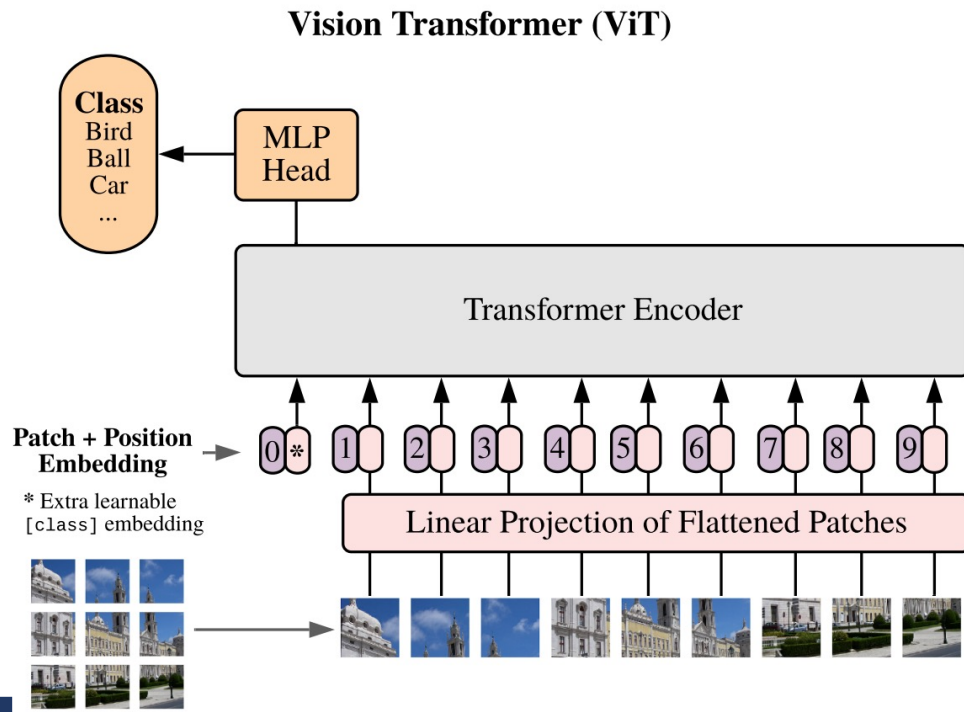 Vision Transformer (ViT)
Class
Bird
Ball
Car
...
MLP
Head
Transformer Encoder
Patch + Position
Embedding
0 * 1 2 3 4 5 6 7 8 9
* Extra learnable
[class] embedding
Linear Projection of Flattened Patches